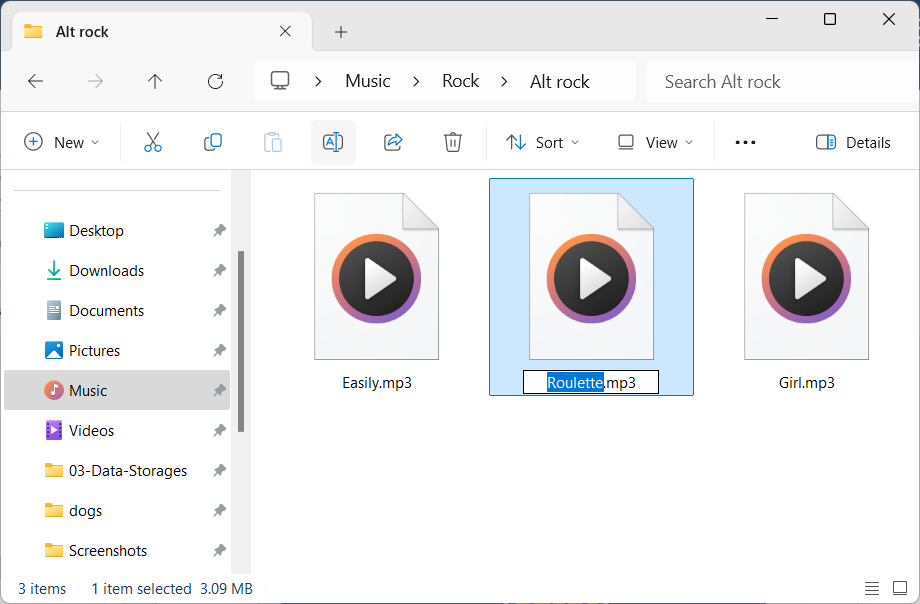 Alt rock
Music
Rock
Alt rock
Search Alt rock
New
Sort
View
Details
Desktop
Downloads
Documents
Pictures
Music
Videos
03-Data-Storages
dogs
Screenshots
Easily.mp3
Roulette.mp3
Girl.mp3
3 items
1 item selected 3.09 MB